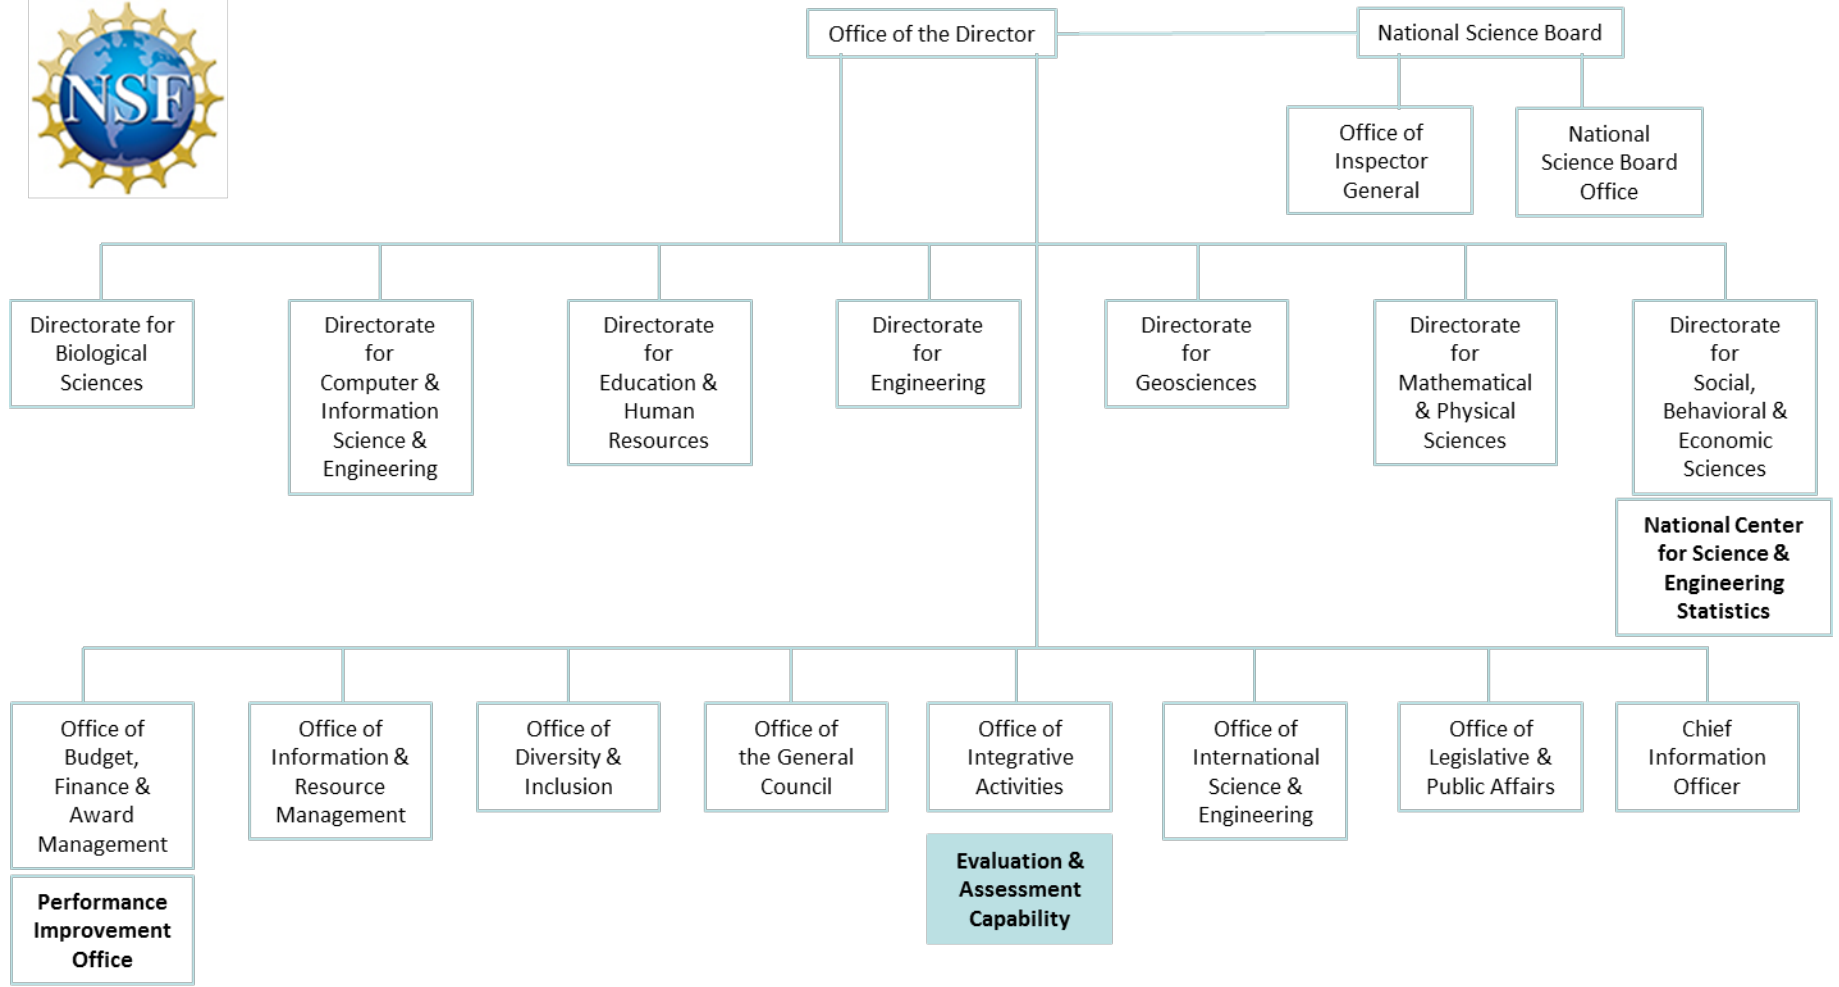 NSF
Office of the Director
National Science Board
Office of
Inspector
General
National
Science Board
Office
Directorate for
Biological
Sciences
Directorate
for
Computer &
Information
Science &
Engineering
Directorate
for
Education &
Human
Resources
Directorate
for
Engineering
Directorate
for
Geosciences
Directorate
for
Mathematical
& Physical
Sciences
Directorate
for
Social,
Behavioral &
Economic
Sciences
National Center
for Science &
Engineering
Statistics
Office of
Budget,
Finance &
Award
Management
Performance
Improvement
Office
Office of
Information &
Resource
Management
Office of
Diversity &
Inclusion
Office of
the General
Council
Office of
Integrative
Activities
Evaluation &
Assessment
Capability
Office of
International
Science &
Engineering
Office of
Legislative &
Public Affairs
Chief
Information
Officer